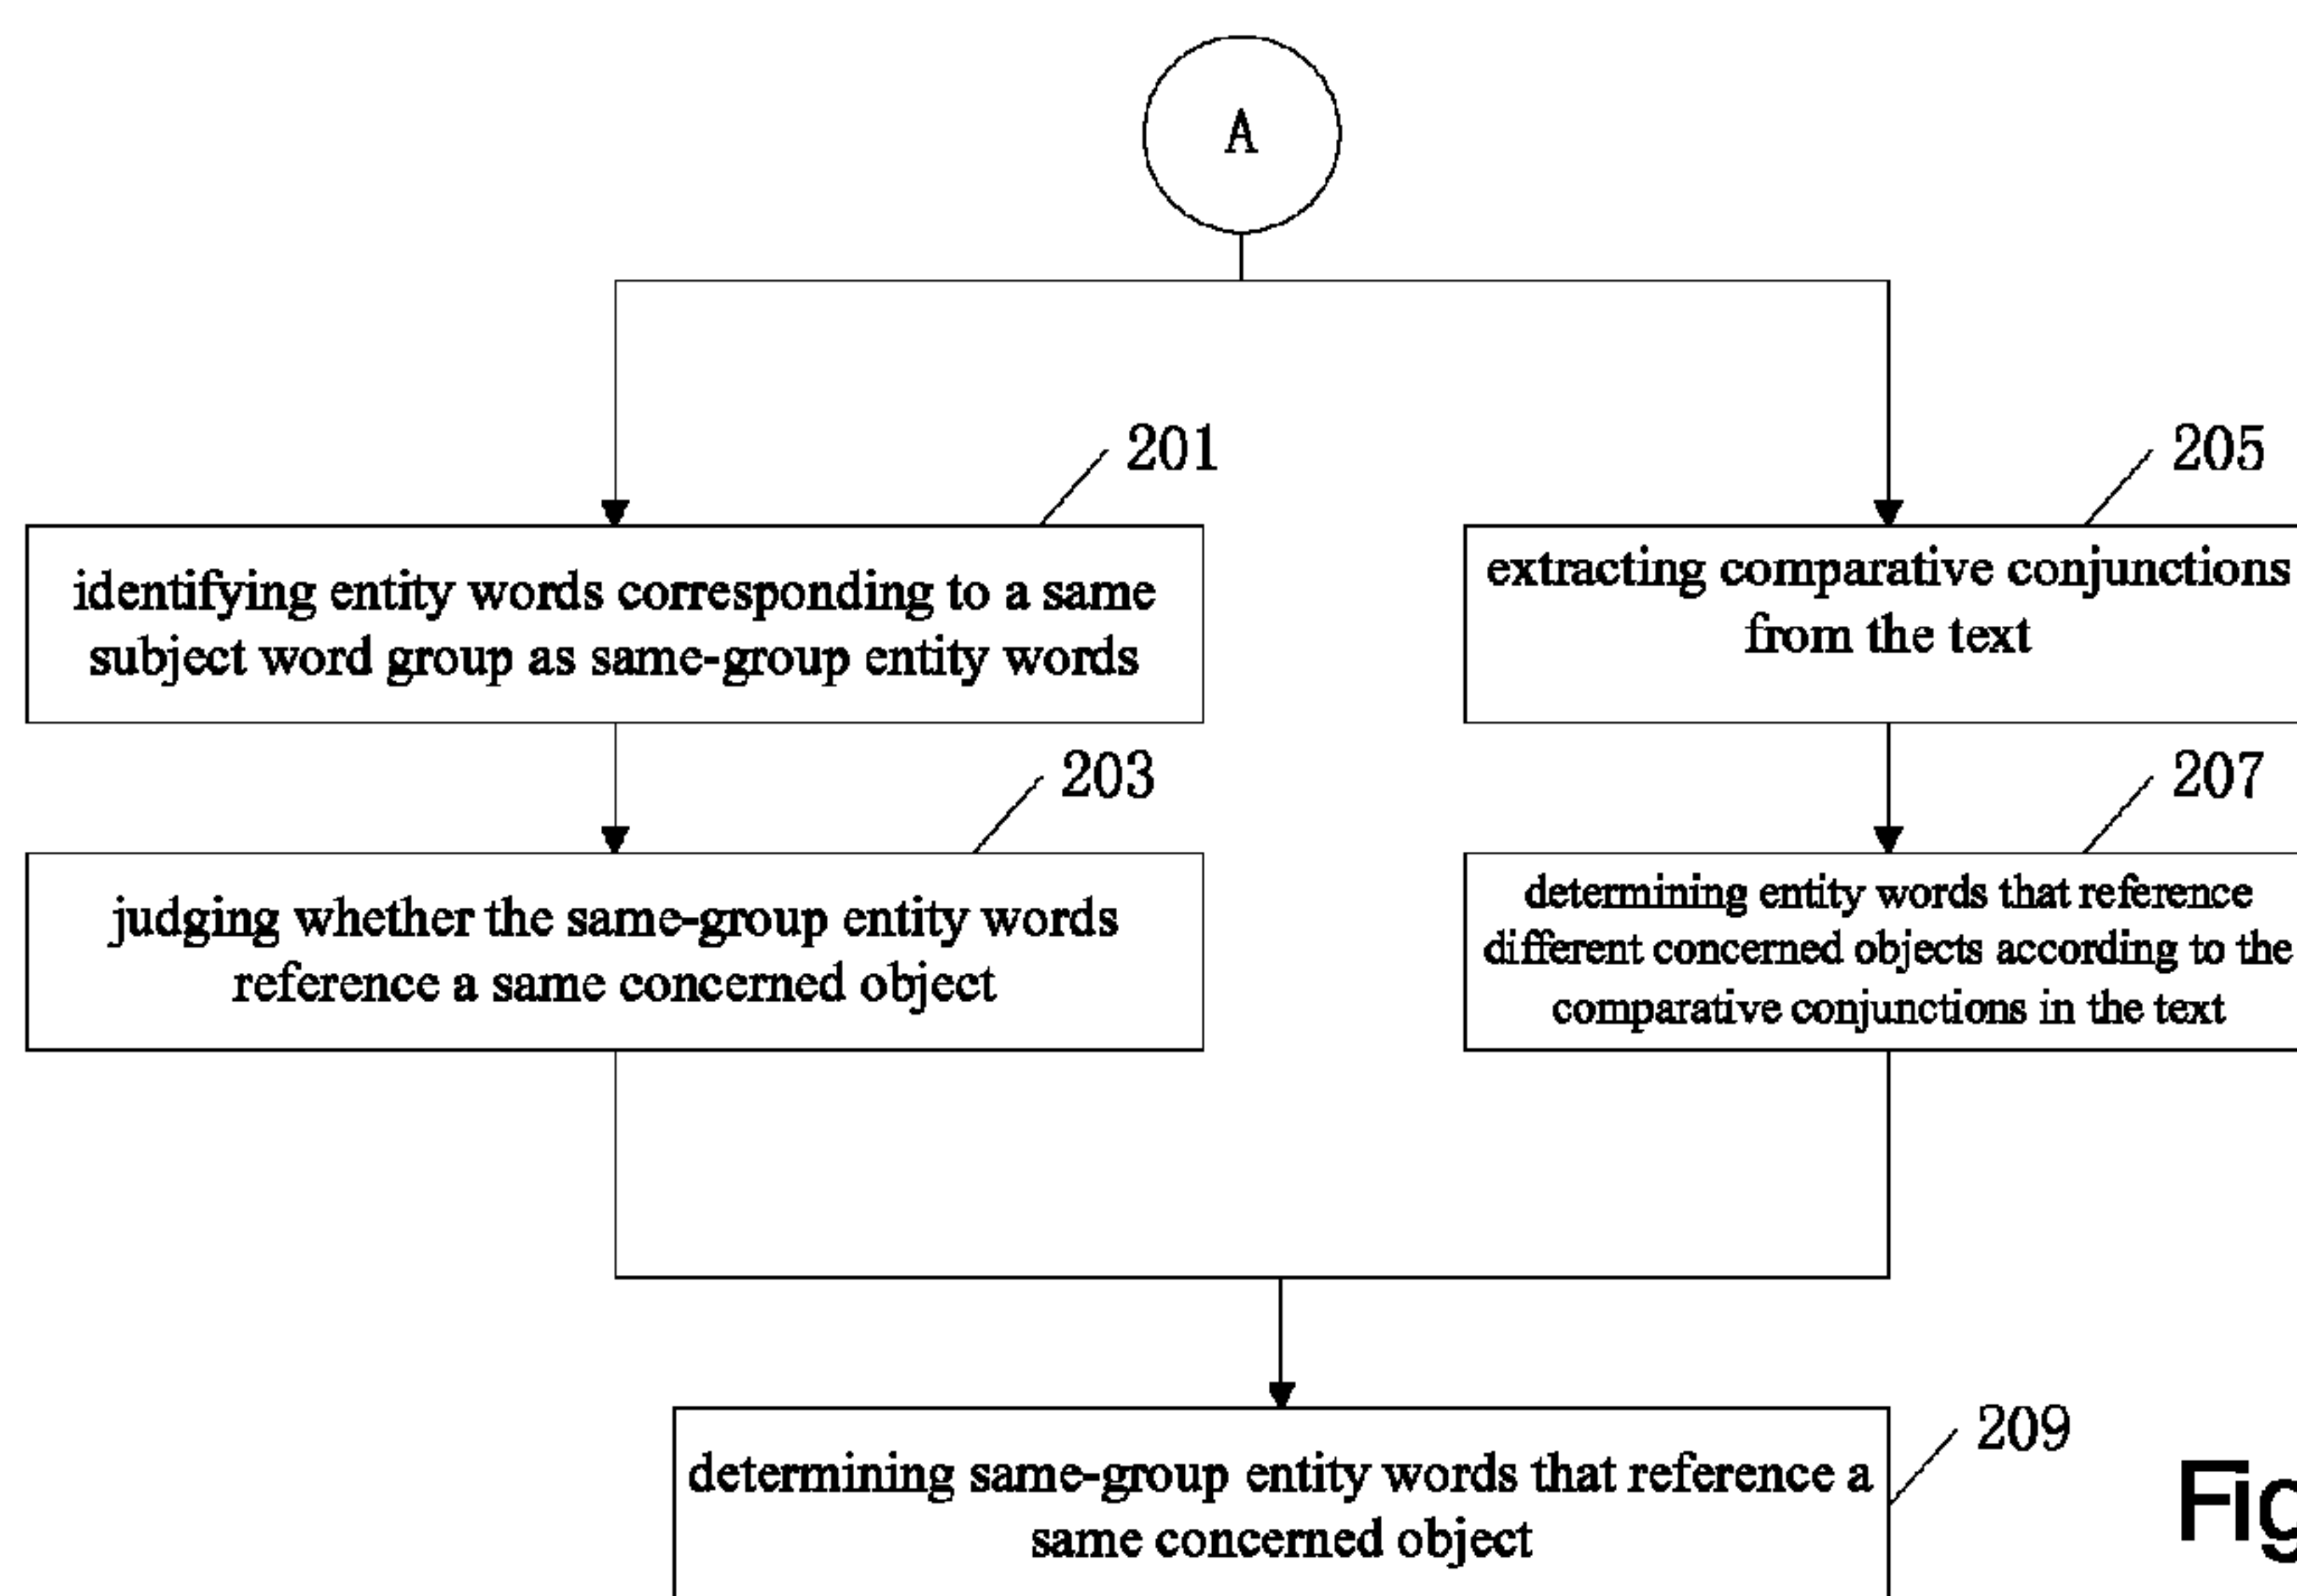 A
201
identifying entity words corresponding to a same
subject word group as same-group entity words
205
extracting comparative conjunctions
from the text
203
judging whether the same-group entity words
reference a same concerned object
207
determining entity words that reference
different concerned objects according to the
comparative conjunctions in the text
209
determining same-group entity words that reference a
same concerned object